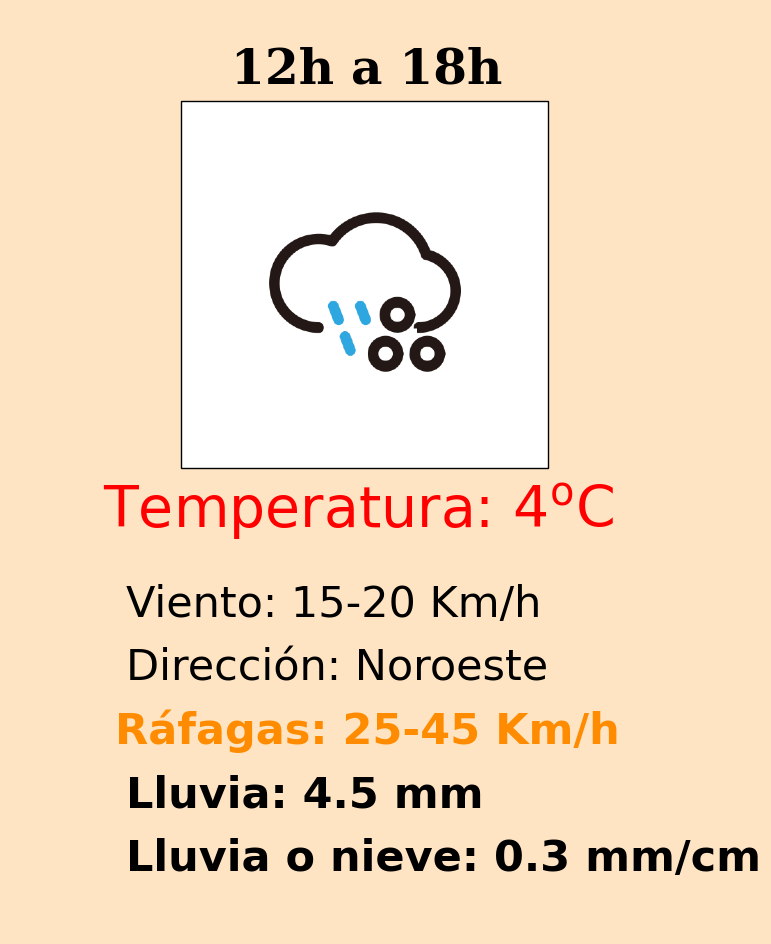 12h a 18h
Temperatura: 4ºC
Viento: 15-20 Km/h
Dirección: Noroeste
Ráfagas: 25-45 Km/h
Lluvia: 4.5 mm
Lluvia o nieve: 0.3 mm/cm